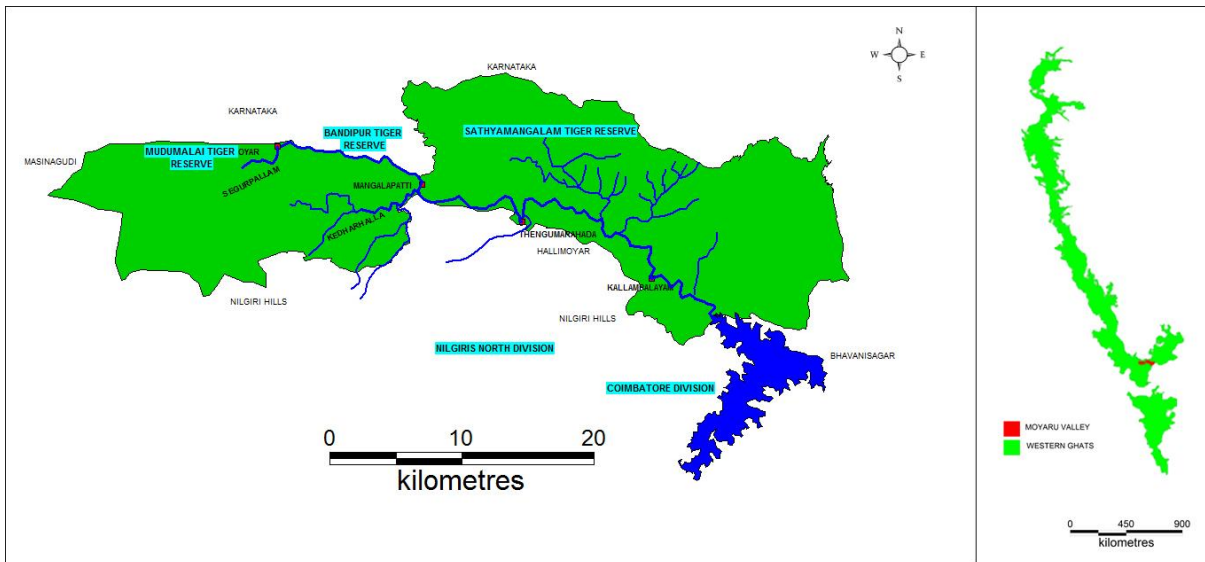 N
W E
S
KARNATAKA
KARNATAKA
BANDIPUR TIGER
RESERVE
SATHYAMANGALAM TIGER RESERVE
MASINAGUDI
MUDUMALAI TIGER OYAR
RESERVE
SEGURPALLAM
MANGALAPATTI
KEDHARHALLA
THENGUMARAHADA
HALLIMOYAR
KALLAMBALAYAM
NILGIRI HILLS
NILGIRI HILLS
NILGIRIS NORTH DIVISION
BHAVANISAGAR
COIMBATORE DIVISION
0 10 20
kilometres
MOYARU VALLEY
WESTERN GHATS
0 450 900
kilometres